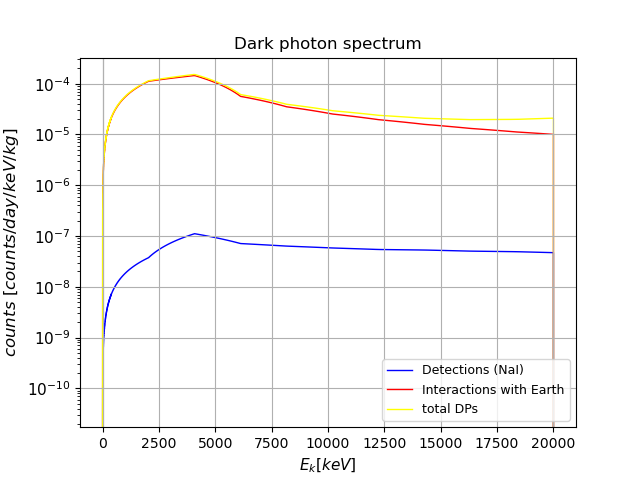 Dark photon spectrum
counts [counts/day/keV/kg]
10⁻⁴
10⁻⁵
10⁻⁶
10⁻⁷
10⁻⁸
10⁻⁹
10⁻¹⁰
Detections (NaI)
Interactions with Earth
total DPs
0 2500 5000 7500 10000 12500 15000 17500 20000
Eₖ[keV]